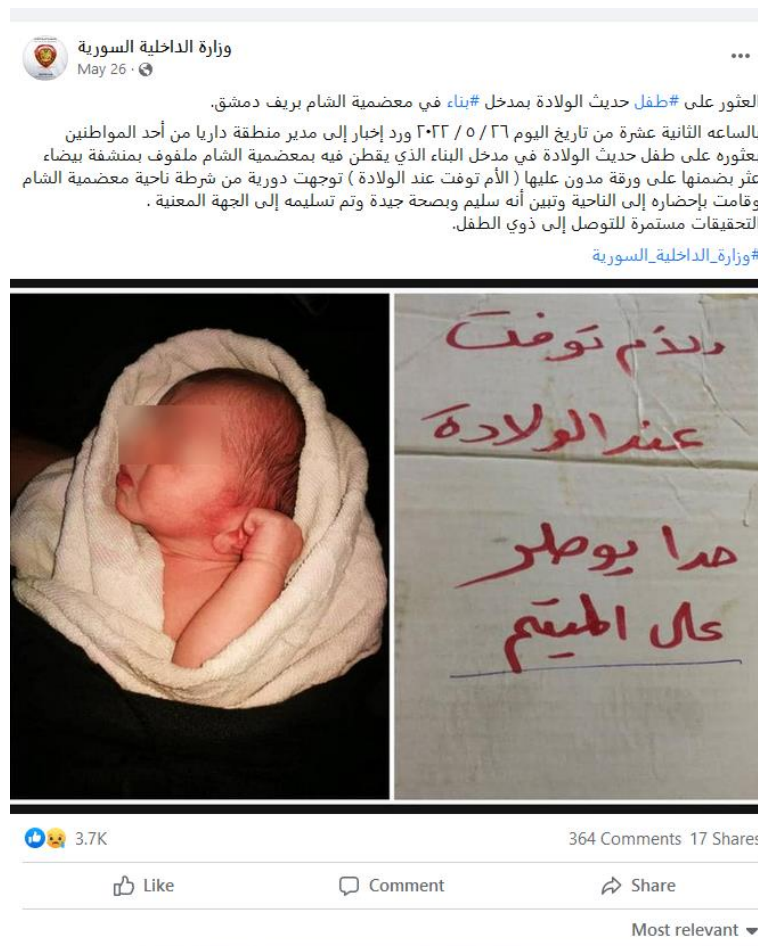 وزارة الداخلية السورية
May 26
العثور على #طفل حديث الولادة بمدخل #بناء في معضمية الشام بريف دمشق.
بالساعه الثانية عشرة من تاريخ اليوم ٢٦ / ٥ / ٢٠٢٢ ورد إخبار إلى مدير منطقة داريا من أحد المواطنين
بعثوره على طفل حديث الولادة في مدخل البناء الذي يقطن فيه بمعضمية الشام ملفوف بمنشفة بيضاء
عثر بضمنها على ورقة مدون عليها ( الأم توفت عند الولادة ) توجهت دورية من شرطة ناحية معضمية الشام
وقامت بإحضاره إلى الناحية وتبين أنه سليم وبصحة جيدة وتم تسليمه إلى الجهة المعنية .
التحقيقات مستمرة للتوصل إلى ذوي الطفل.
#وزارة_الداخلية_السورية
الأم توفت
عند الولادة
حدا يوصلو
عال الميتم
3.7K
364 Comments 17 Shares
Like Comment Share
Most relevant